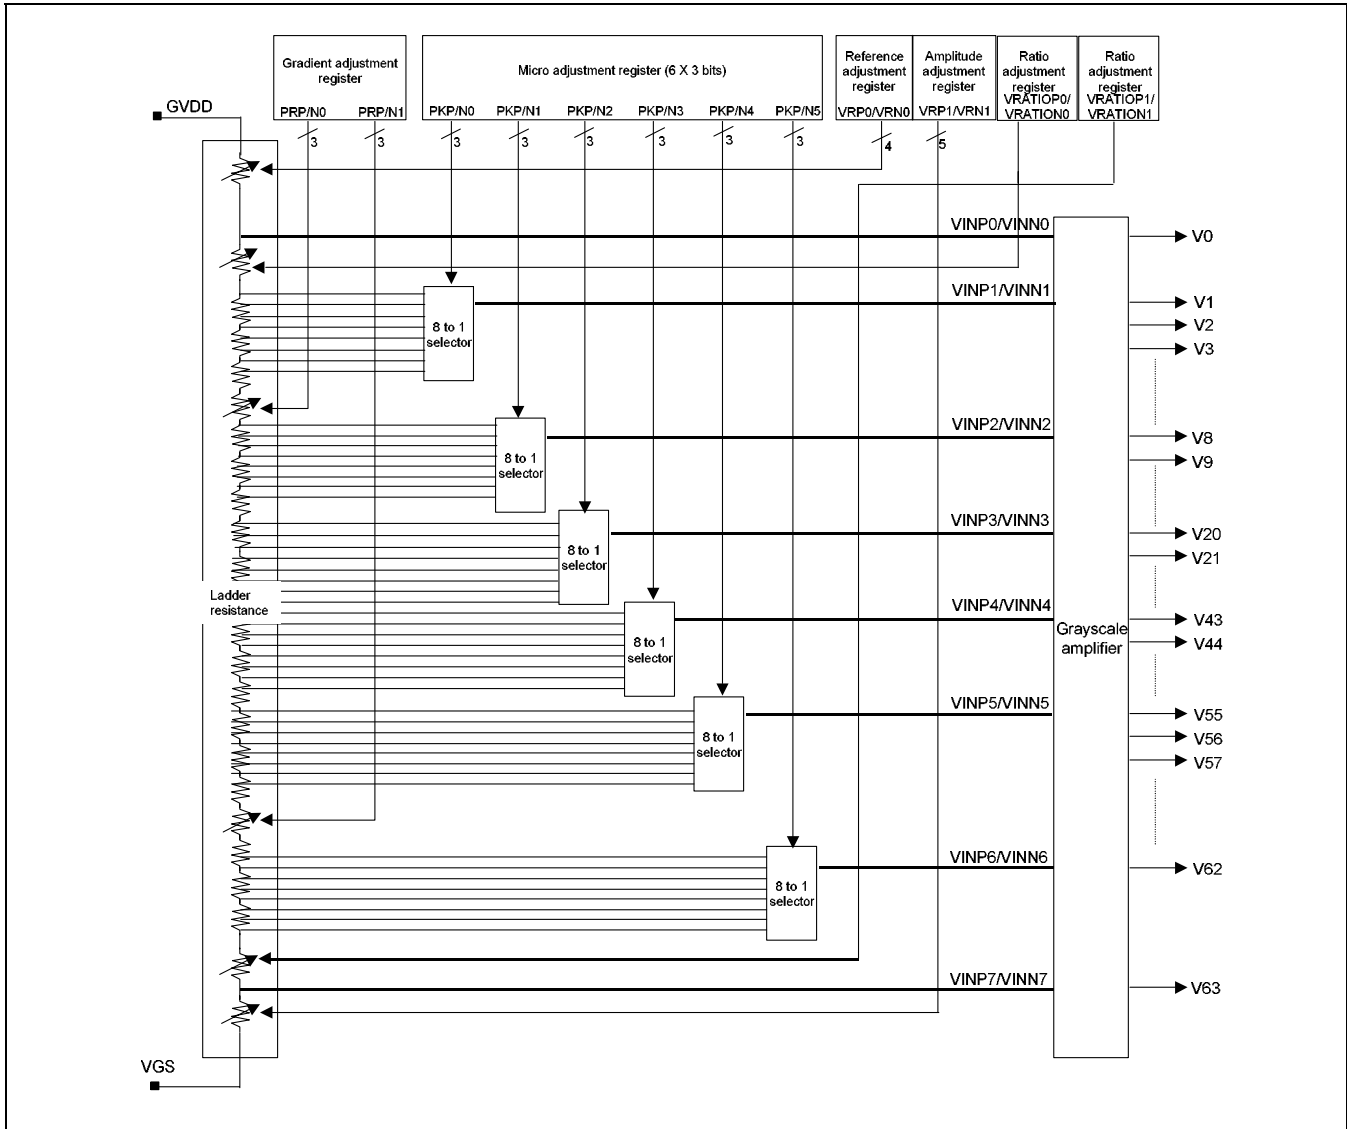 Gradient adjustment
register
PRP/N0 PRP/N1
Micro adjustment register (6 X 3 bits)
PKP/N0 PKP/N1 PKP/N2 PKP/N3 PKP/N4 PKP/N5
Reference
adjustment
register
VRP0/VRN0
Amplitude
adjustment
register
VRP1/VRN1
Ratio
adjustment
register
VRATIOP0/
VRATION0
Ratio
adjustment
register
VRATIOP1/
VRATION1
GVDD
3 3 3 3 3 3 3 3 4 5
VINP0/VINN0
V0
VINP1/VINN1
V1
8 to 1
selector
V2
V3
VINP2/VINN2
V8
8 to 1
selector
V9
VINP3/VINN3
V20
8 to 1
selector
V21
Ladder
resistance
VINP4/VINN4
V43
8 to 1
selector
Grayscale
amplifier
V44
VINP5/VINN5
V55
8 to 1
selector
V56
V57
VINP6/VINN6
V62
8 to 1
selector
VINP7/VINN7
V63
VGS